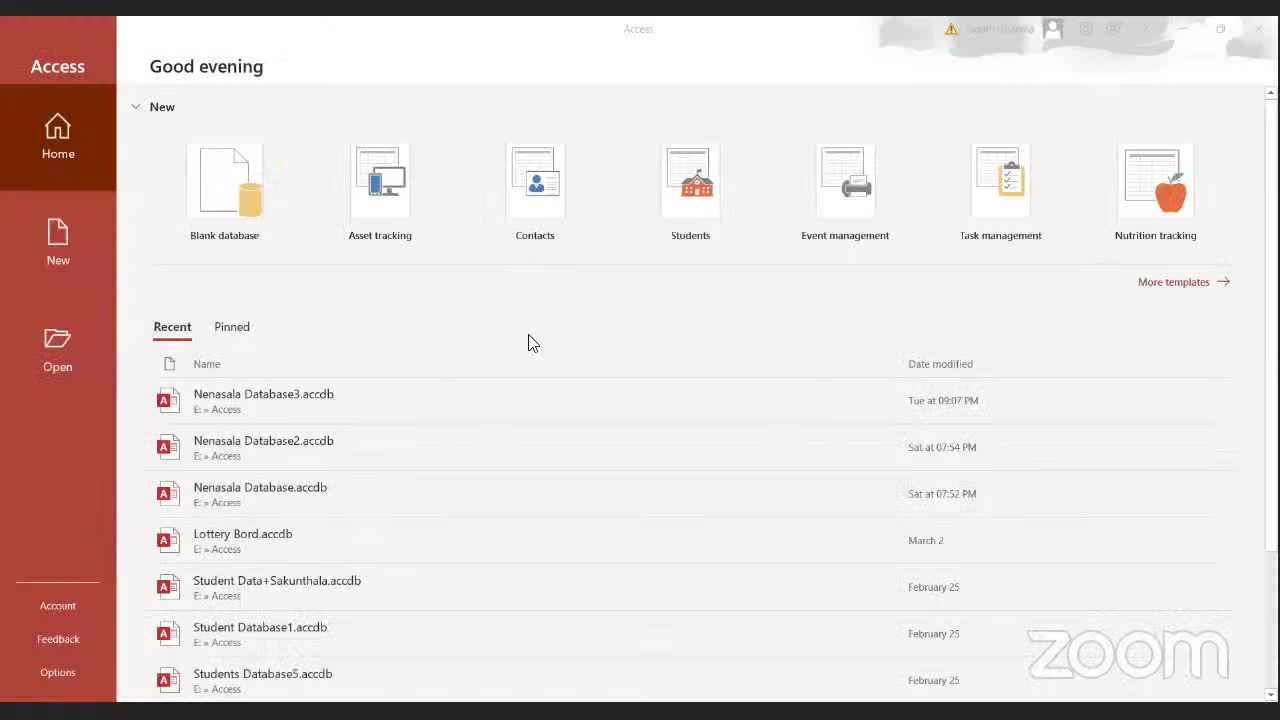 Access
Access
Good evening
New
Home
New
Open
Account
Feedback
Options
Blank database
Asset tracking
Contacts
Students
Event management
Task management
Nutrition tracking
More templates
Recent Pinned
Name Date modified
Nenasala Database3.accdb
E: » Access
Tue at 09:07 PM
Nenasala Database2.accdb
E: » Access
Sat at 07:54 PM
Nenasala Database.accdb
E: » Access
Sat at 07:52 PM
Lottery Bord.accdb
E: » Access
March 2
Student Data+Sakunthala.accdb
E: » Access
February 25
Student Database1.accdb
E: » Access
February 25
Students Database5.accdb
E: » Access
February 25
zoom